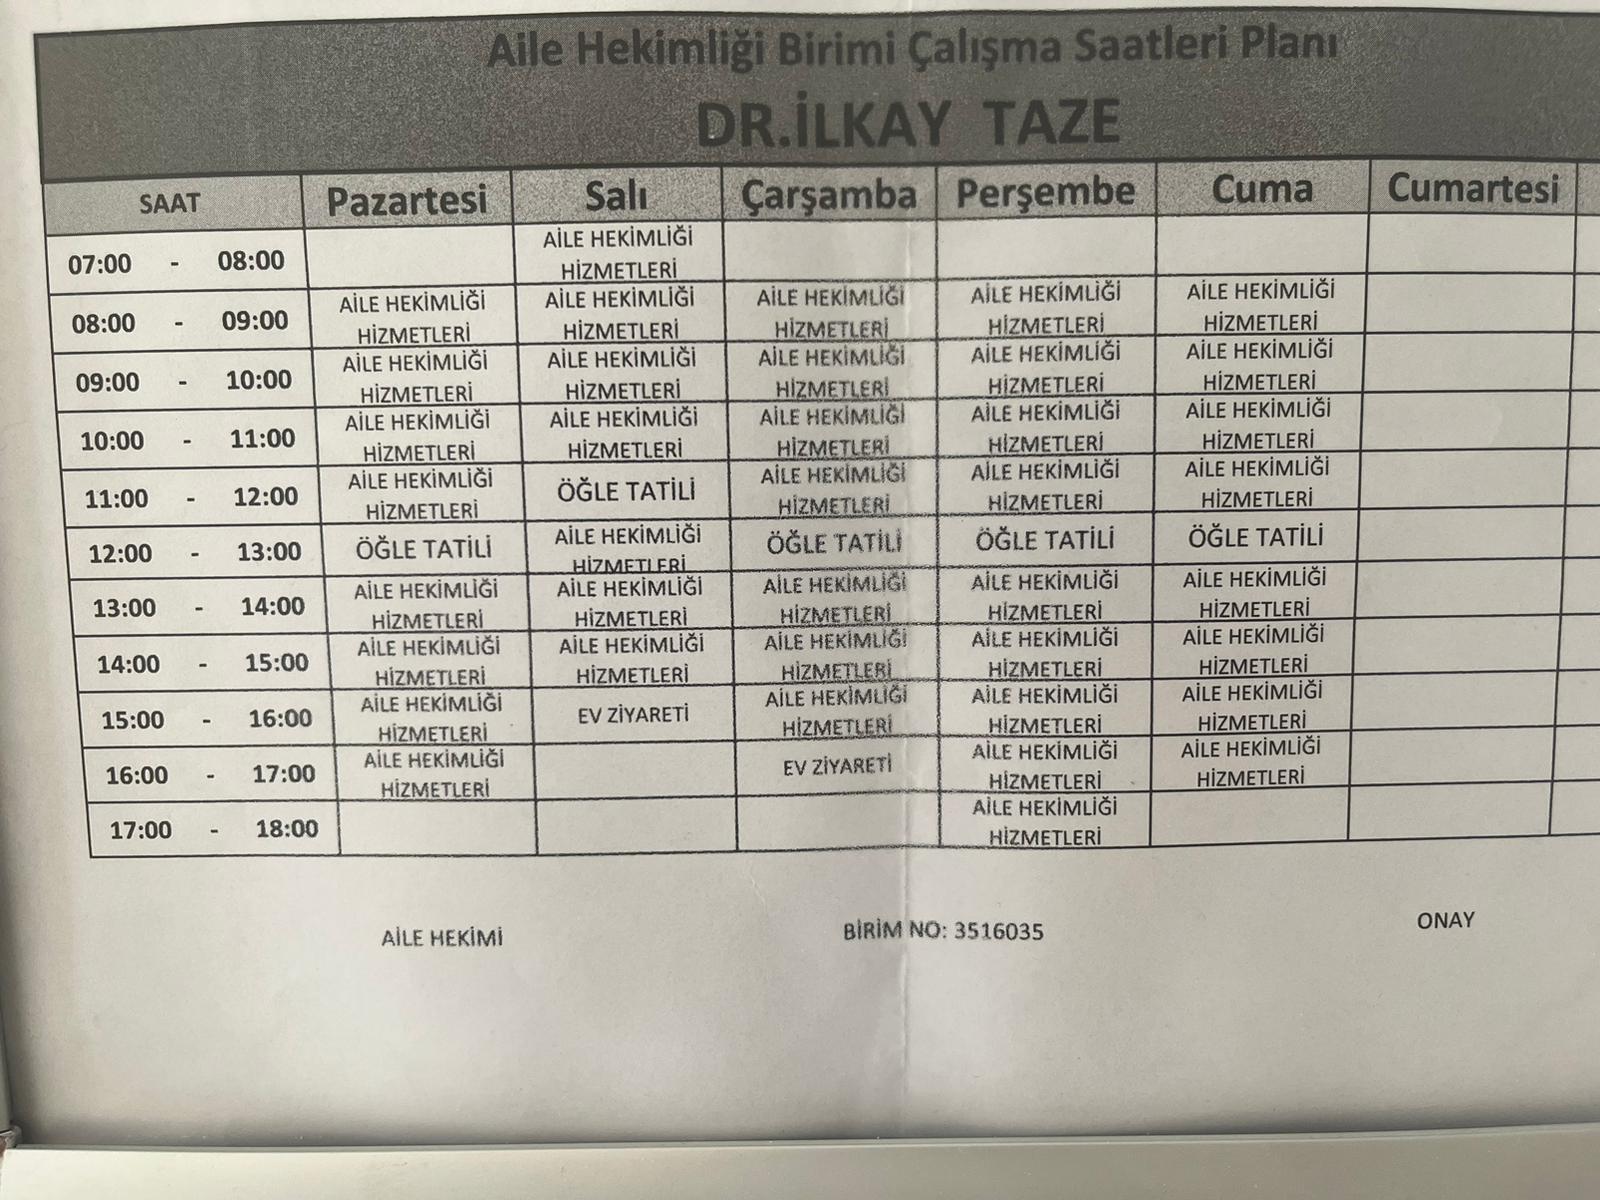 Aile Hekimliği Birimi Çalışma Saatleri Planı
DR.İLKAY TAZE
SAAT Pazartesi Salı Çarşamba Perşembe Cuma Cumartesi
07:00 - 08:00 AİLE HEKİMLİĞİ HİZMETLERİ
08:00 - 09:00 AİLE HEKİMLİĞİ HİZMETLERİ AİLE HEKİMLİĞİ HİZMETLERİ AİLE HEKİMLİĞİ HİZMETLERİ AİLE HEKİMLİĞİ HİZMETLERİ AİLE HEKİMLİĞİ HİZMETLERİ
09:00 - 10:00 AİLE HEKİMLİĞİ HİZMETLERİ AİLE HEKİMLİĞİ HİZMETLERİ AİLE HEKİMLİĞİ HİZMETLERİ AİLE HEKİMLİĞİ HİZMETLERİ AİLE HEKİMLİĞİ HİZMETLERİ
10:00 - 11:00 AİLE HEKİMLİĞİ HİZMETLERİ AİLE HEKİMLİĞİ HİZMETLERİ AİLE HEKİMLİĞİ HİZMETLERİ AİLE HEKİMLİĞİ HİZMETLERİ AİLE HEKİMLİĞİ HİZMETLERİ
11:00 - 12:00 AİLE HEKİMLİĞİ HİZMETLERİ ÖĞLE TATİLİ AİLE HEKİMLİĞİ HİZMETLERİ AİLE HEKİMLİĞİ HİZMETLERİ AİLE HEKİMLİĞİ HİZMETLERİ
12:00 - 13:00 ÖĞLE TATİLİ AİLE HEKİMLİĞİ HİZMETLERİ ÖĞLE TATİLİ ÖĞLE TATİLİ ÖĞLE TATİLİ
13:00 - 14:00 AİLE HEKİMLİĞİ HİZMETLERİ AİLE HEKİMLİĞİ HİZMETLERİ AİLE HEKİMLİĞİ HİZMETLERİ AİLE HEKİMLİĞİ HİZMETLERİ AİLE HEKİMLİĞİ HİZMETLERİ
14:00 - 15:00 AİLE HEKİMLİĞİ HİZMETLERİ AİLE HEKİMLİĞİ HİZMETLERİ AİLE HEKİMLİĞİ HİZMETLERİ AİLE HEKİMLİĞİ HİZMETLERİ AİLE HEKİMLİĞİ HİZMETLERİ
15:00 - 16:00 AİLE HEKİMLİĞİ HİZMETLERİ EV ZİYARETİ AİLE HEKİMLİĞİ HİZMETLERİ AİLE HEKİMLİĞİ HİZMETLERİ AİLE HEKİMLİĞİ HİZMETLERİ
16:00 - 17:00 AİLE HEKİMLİĞİ HİZMETLERİ EV ZİYARETİ AİLE HEKİMLİĞİ HİZMETLERİ AİLE HEKİMLİĞİ HİZMETLERİ
17:00 - 18:00 AİLE HEKİMLİĞİ HİZMETLERİ
AİLE HEKİMİ BİRİM NO: 3516035 ONAY